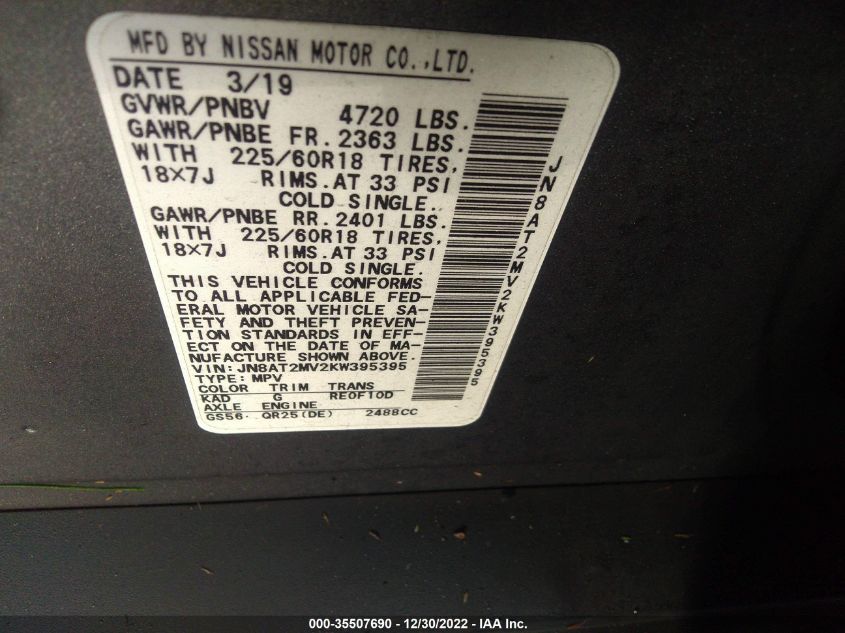 MFD BY NISSAN MOTOR CO.,LTD.
DATE 3/19
GVWR/PNBV 4720 LBS.
GAWR/PNBE FR. 2363 LBS.
WITH 225/60R18 TIRES,
18×7J RIMS.AT 33 PSI
COLD SINGLE.
GAWR/PNBE RR. 2401 LBS.
WITH 225/60R18 TIRES,
18×7J RIMS.AT 33 PSI
COLD SINGLE.
THIS VEHICLE CONFORMS
TO ALL APPLICABLE FED-
ERAL MOTOR VEHICLE SA-
FETY AND THEFT PREVEN-
TION STANDARDS IN EFF-
ECT ON THE DATE OF MA-
NUFACTURE SHOWN ABOVE.
VIN: JN8AT2MV2KW395395
TYPE: MPV
COLOR TRIM TRANS
KAD G RE0F10D
AXLE ENGINE
GS56 QR25(DE) 2488CC
JN8AT2MV2KW395395
000-35507690 - 12/30/2022 - IAA Inc.